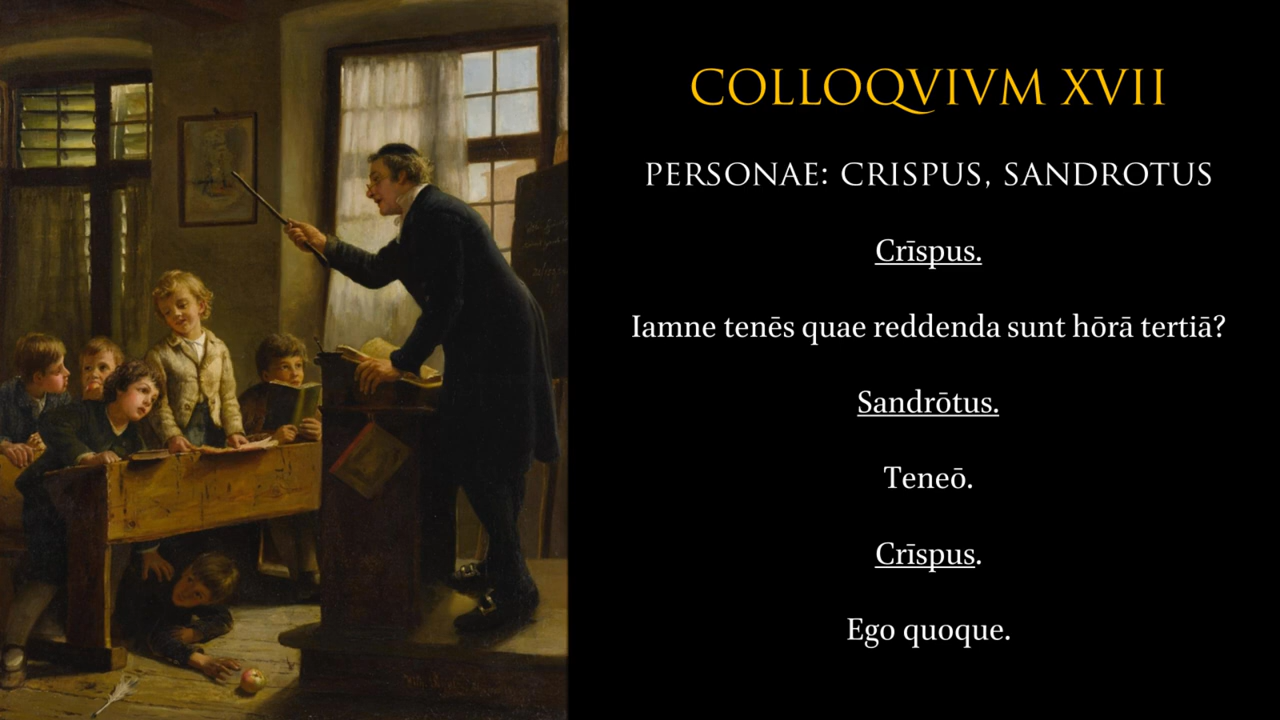 COLLOQVIVM XVII
PERSONAE: CRISPUS, SANDROTUS
Crīspus.
Iamne tenēs quae reddenda sunt hōrā tertiā?
Sandrōtus.
Teneō.
Crīspus.
Ego quoque.